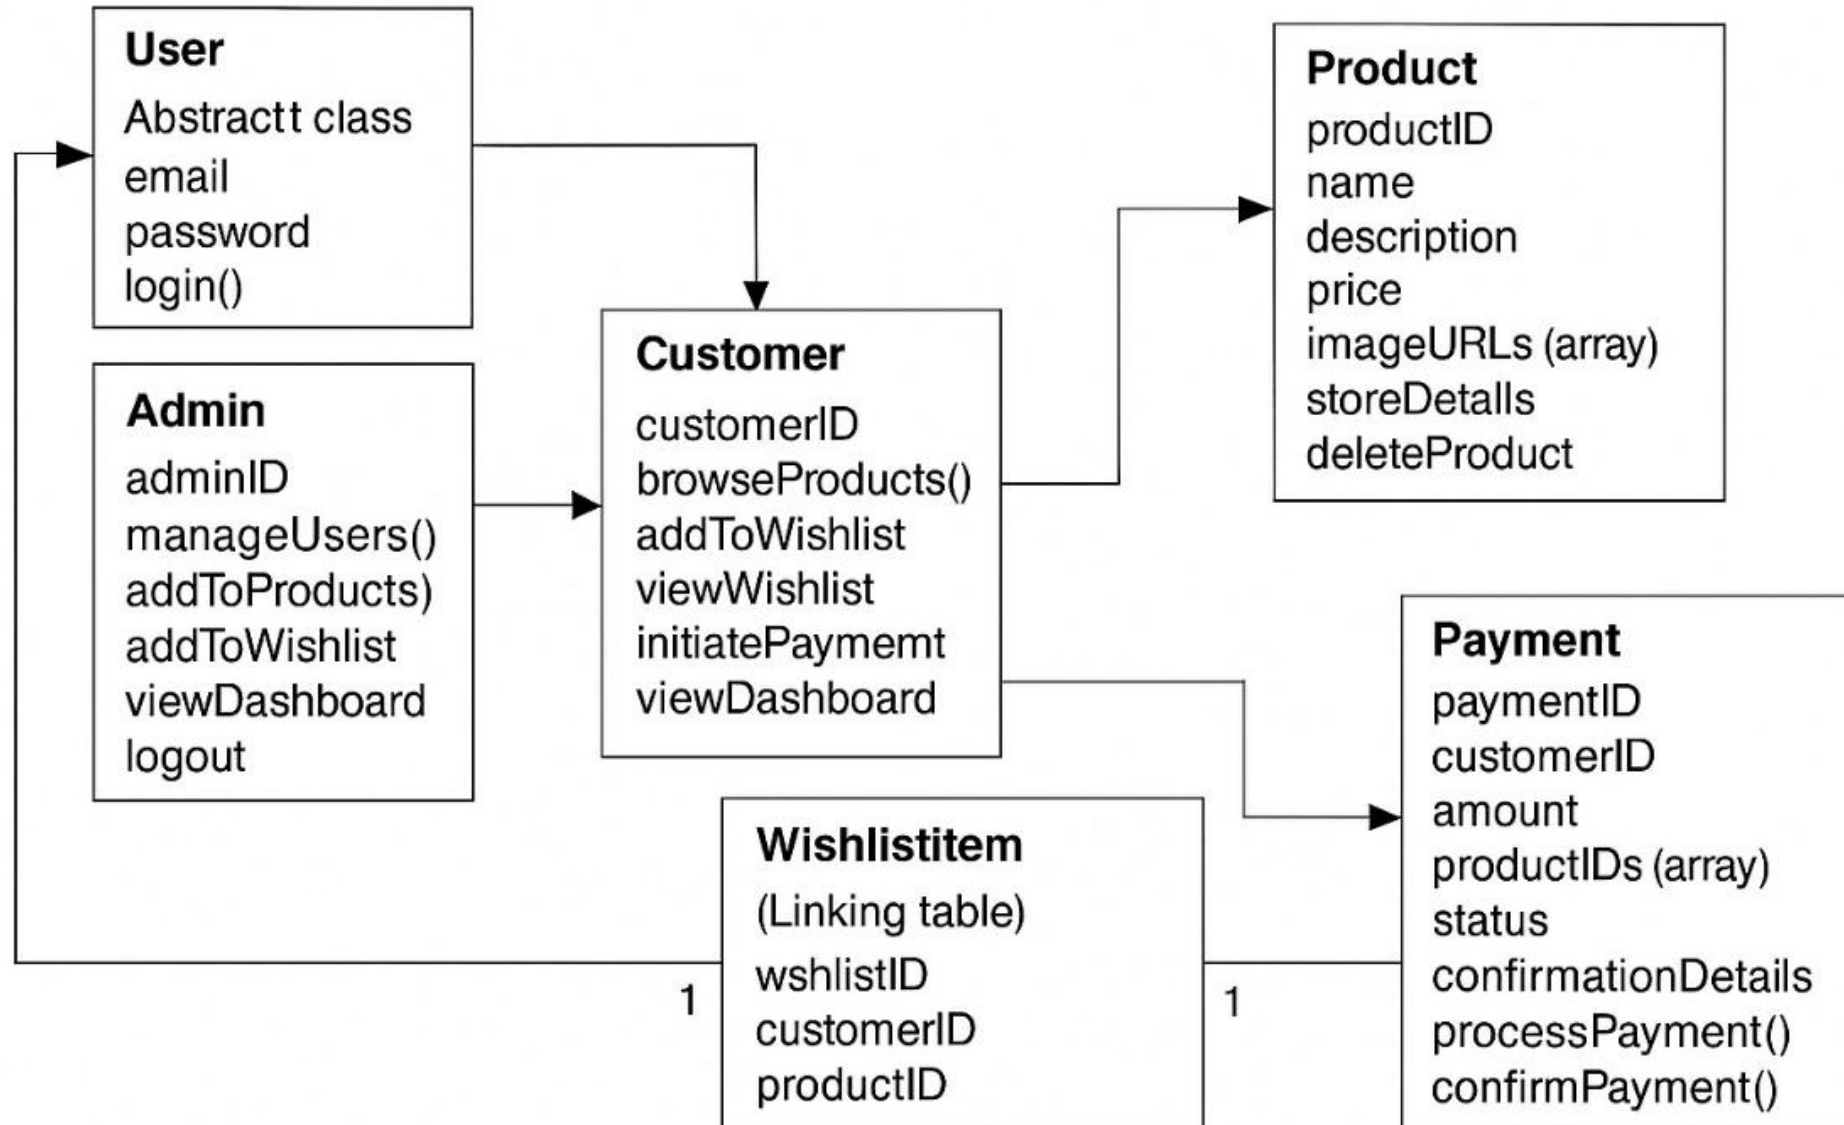 User
Abstractt class
email
password
login()
Admin
adminID
manageUsers()
addToProducts)
addToWishlist
viewDashboard
logout
Customer
customerID
browseProducts()
addToWishlist
viewWishlist
initiatePaymemt
viewDashboard
Product
productID
name
description
price
imageURLs (array)
storeDetalls
deleteProduct
Wishlistitem
(Linking table)
wshlistID
customerID
productID
1
1
Payment
paymentID
customerID
amount
productIDs (array)
status
confirmationDetails
processPayment()
confirmPayment()